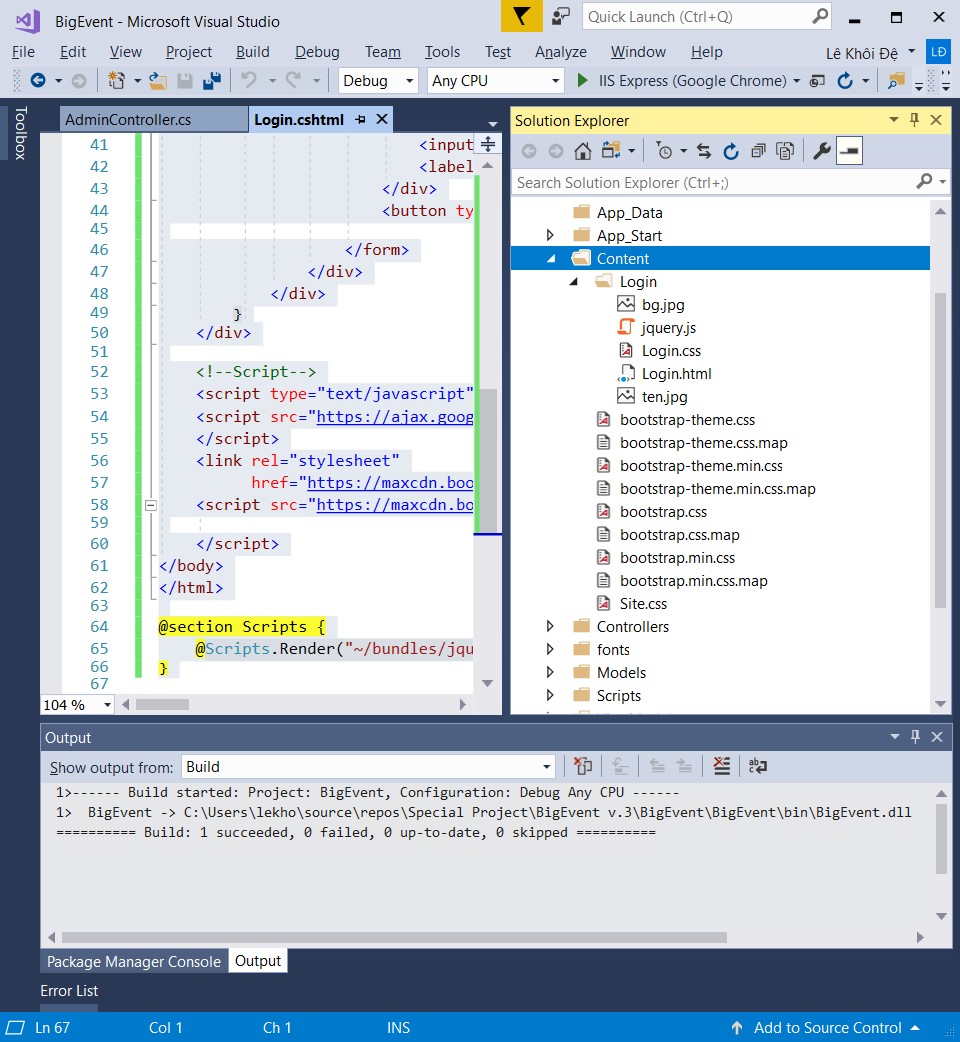 BigEvent - Microsoft Visual Studio
Quick Launch (Ctrl+Q)
File Edit View Project Build Debug Team Tools Test Analyze Window Help Lê Khôi Đệ LĐ
Debug Any CPU IIS Express (Google Chrome)
Toolbox
AdminController.cs Login.cshtml
41 <input
42 <label
43 </div>
44 <button ty
45
46 </form>
47 </div>
48 </div>
49 }
50 </div>
51
52 <!--Script-->
53 <script type="text/javascript"
54 <script src="https://ajax.goog
55 </script>
56 <link rel="stylesheet"
57 href="https://maxcdn.boo
58 <script src="https://maxcdn.bo
59
60 </script>
61 </body>
62 </html>
63
64 @section Scripts {
65 @Scripts.Render("~/bundles/jqu
66 }
67
104 %
Solution Explorer
Search Solution Explorer (Ctrl+;)
App_Data
App_Start
Content
Login
bg.jpg
jquery.js
Login.css
Login.html
ten.jpg
bootstrap-theme.css
bootstrap-theme.css.map
bootstrap-theme.min.css
bootstrap-theme.min.css.map
bootstrap.css
bootstrap.css.map
bootstrap.min.css
bootstrap.min.css.map
Site.css
Controllers
fonts
Models
Scripts
Output
Show output from: Build
1>------ Build started: Project: BigEvent, Configuration: Debug Any CPU ------
1> BigEvent -> C:\Users\lekho\source\repos\Special Project\BigEvent v.3\BigEvent\BigEvent\bin\BigEvent.dll
========== Build: 1 succeeded, 0 failed, 0 up-to-date, 0 skipped ==========
Package Manager Console Output
Error List
Ln 67 Col 1 Ch 1 INS Add to Source Control